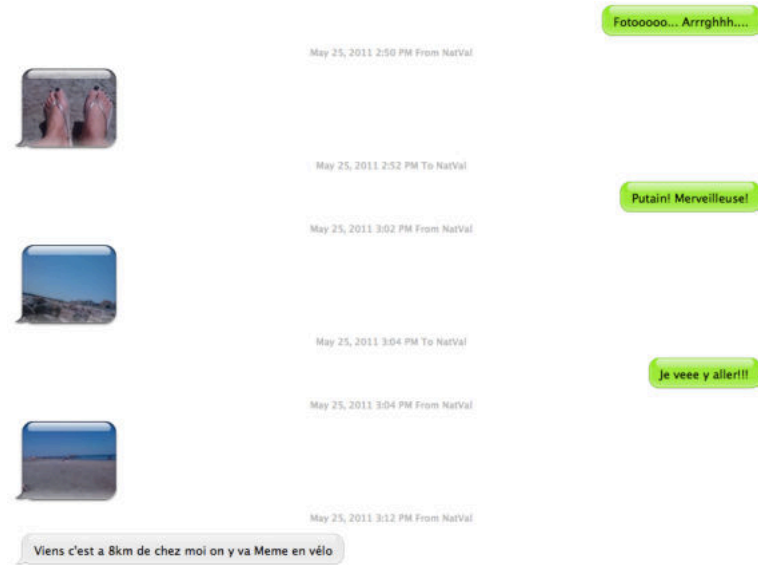 Fotooooo... Arrrghhh....
May 25, 2011 2:50 PM From NatVal
May 25, 2011 2:52 PM To NatVal
Putain! Merveilleuse!
May 25, 2011 3:02 PM From NatVal
May 25, 2011 3:04 PM To NatVal
Je veee y aller!!!
May 25, 2011 3:04 PM From NatVal
May 25, 2011 3:12 PM From NatVal
Viens c'est a 8km de chez moi on y va Meme en vélo